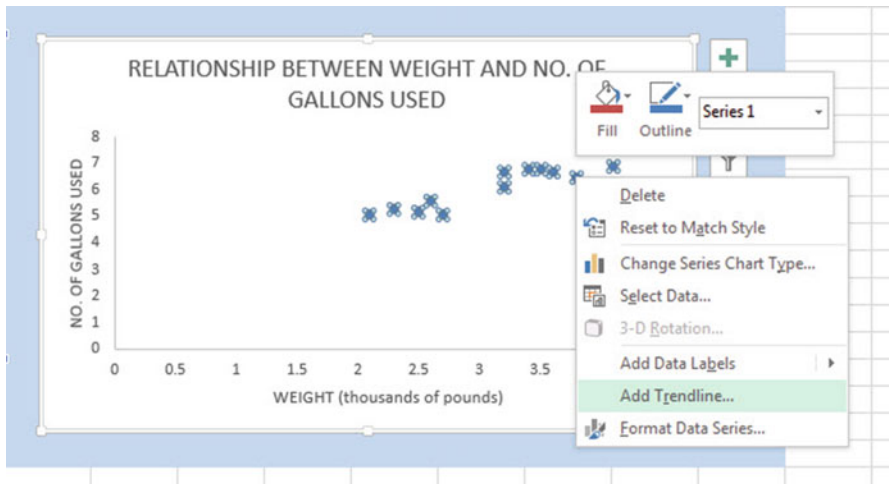 RELATIONSHIP BETWEEN WEIGHT AND NO. OF
GALLONS USED
Fill
Outline
Series 1
NO. OF GALLONS USED
8
7
6
5
4
3
2
1
0
0 0.5 1 1.5 2 2.5 3 3.5
WEIGHT (thousands of pounds)
Delete
Reset to Match Style
Change Series Chart Type...
Select Data...
3-D Rotation...
Add Data Labels
Add Trendline...
Format Data Series...